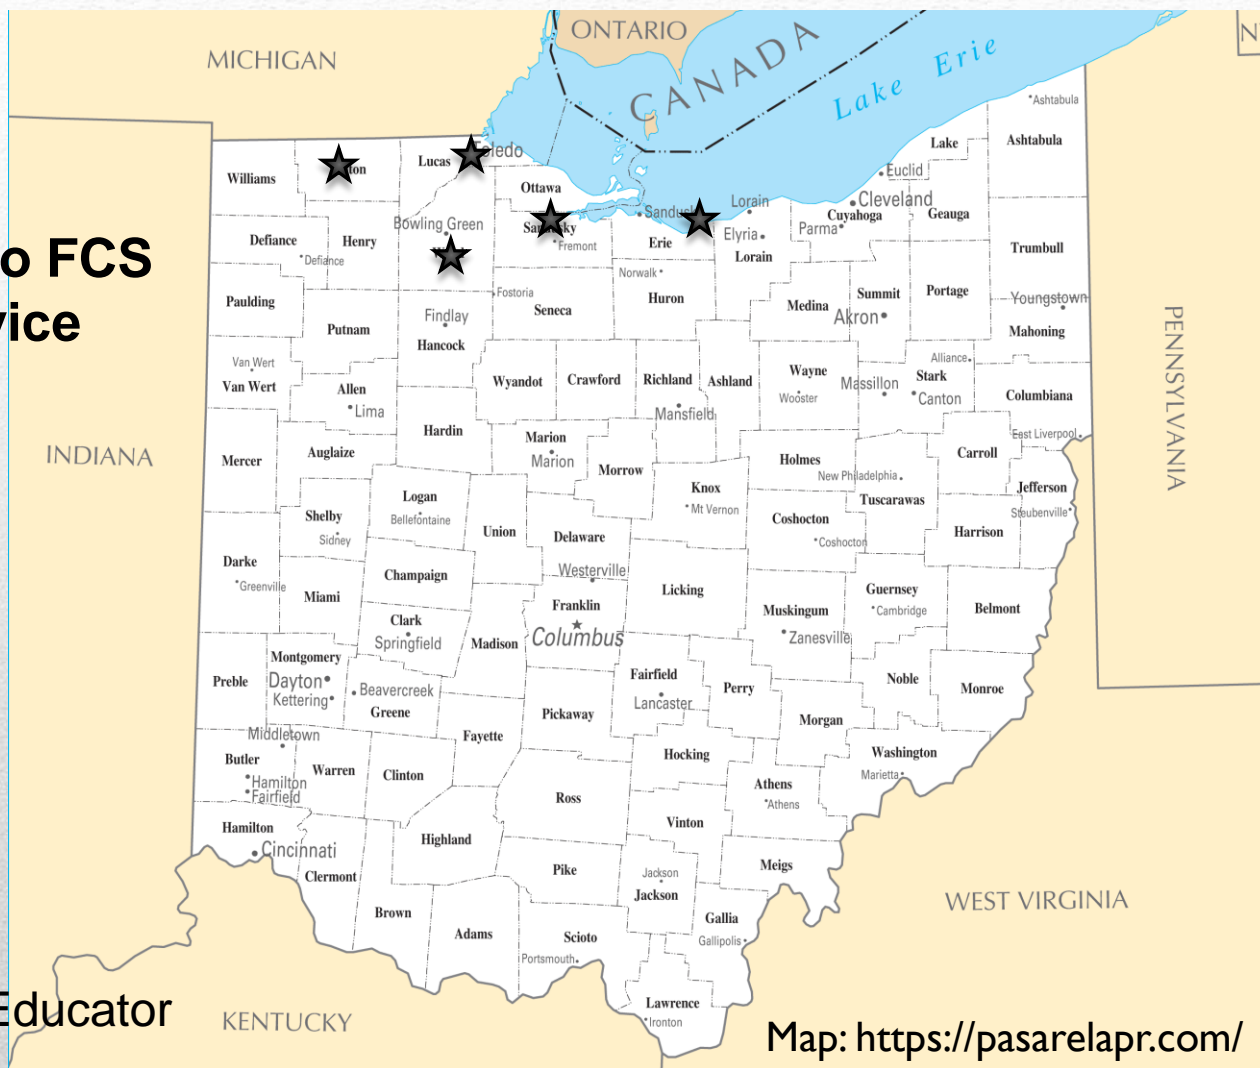 ONTARIO
N
MICHIGAN
CANADA
Lake Erie
Ashtabula
Ashtabula
Lake
Lucas
Toledo
Williams
Euclid
Ottawa
Cleveland
Lorain
Cuyahoga
Geauga
Sandusky
Parma
Bowling Green
Sandusky
Fremont
Erie
Elyria
Lorain
Trumbull
Defiance
Henry
Defiance
o FCS
vice
Norwalk
Fostoria
Huron
Seneca
Medina
Summit
Portage
Akron
Youngstown
Mahoning
Paulding
Putnam
Findlay
Hancock
Van Wert
Van Wert
Allen
Lima
Wyandot
Crawford
Richland
Mansfield
Ashland
Wayne
Wooster
Alliance
Stark
Massillon
Canton
Columbiana
East Liverpool
PENNSYLVANIA
INDIANA
Mercer
Auglaize
Hardin
Marion
Marion
Morrow
Holmes
New Philadelphia
Tuscarawas
Carroll
Jefferson
Steubenville
Logan
Bellefontaine
Knox
Mt Vernon
Coshocton
Coshocton
Harrison
Shelby
Sidney
Union
Delaware
Westerville
Darke
Greenville
Miami
Champaign
Licking
Guernsey
Cambridge
Belmont
Franklin
Columbus
Muskingum
Zanesville
Clark
Springfield
Madison
Preble
Montgomery
Dayton
Kettering
Beavercreek
Greene
Fairfield
Lancaster
Perry
Noble
Monroe
Pickaway
Morgan
Fayette
Middletown
Butler
Hamilton
Fairfield
Warren
Clinton
Hocking
Washington
Marietta
Ross
Athens
Athens
Vinton
Hamilton
Cincinnati
Highland
Meigs
Clermont
Pike
Jackson
Jackson
Brown
Adams
Scioto
Portsmouth
Gallia
Gallipolis
WEST VIRGINIA
Lawrence
Ironton
KENTUCKY
Educator
Map: https://pasarelapr.com/